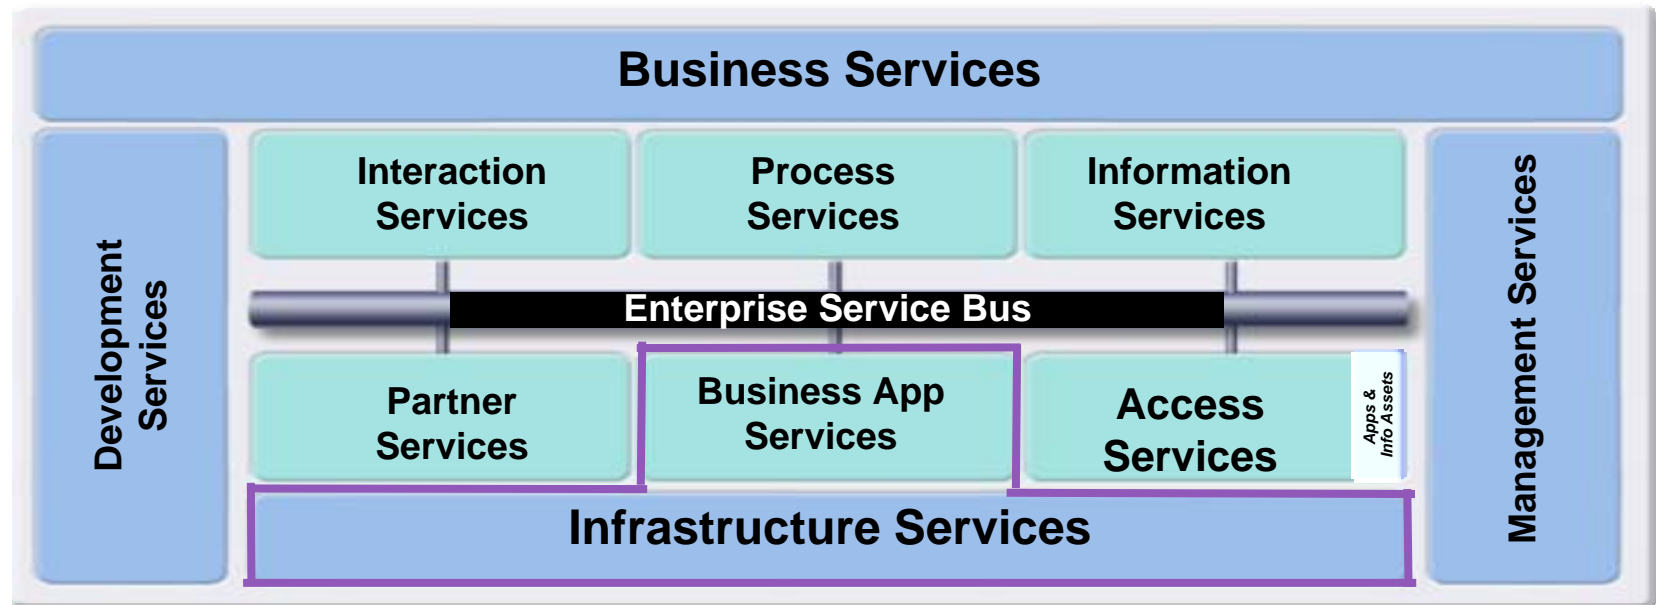 Business Services
Development
Services
Interaction
Services
Process
Services
Information
Services
Enterprise Service Bus
Partner
Services
Business App
Services
Access
Services
Apps &
Info Assets
Infrastructure Services
Management Services